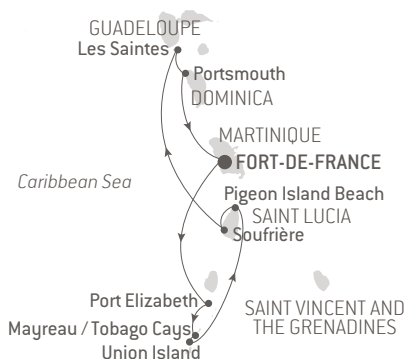 GUADELOUPE
Les Saintes
Portsmouth
DOMINICA
MARTINIQUE
FORT-DE-FRANCE
Caribbean Sea
Pigeon Island Beach
SAINT LUCIA
Soufrière
Port Elizabeth
SAINT VINCENT AND
THE GRENADINES
Mayreau / Tobago Cays
Union Island